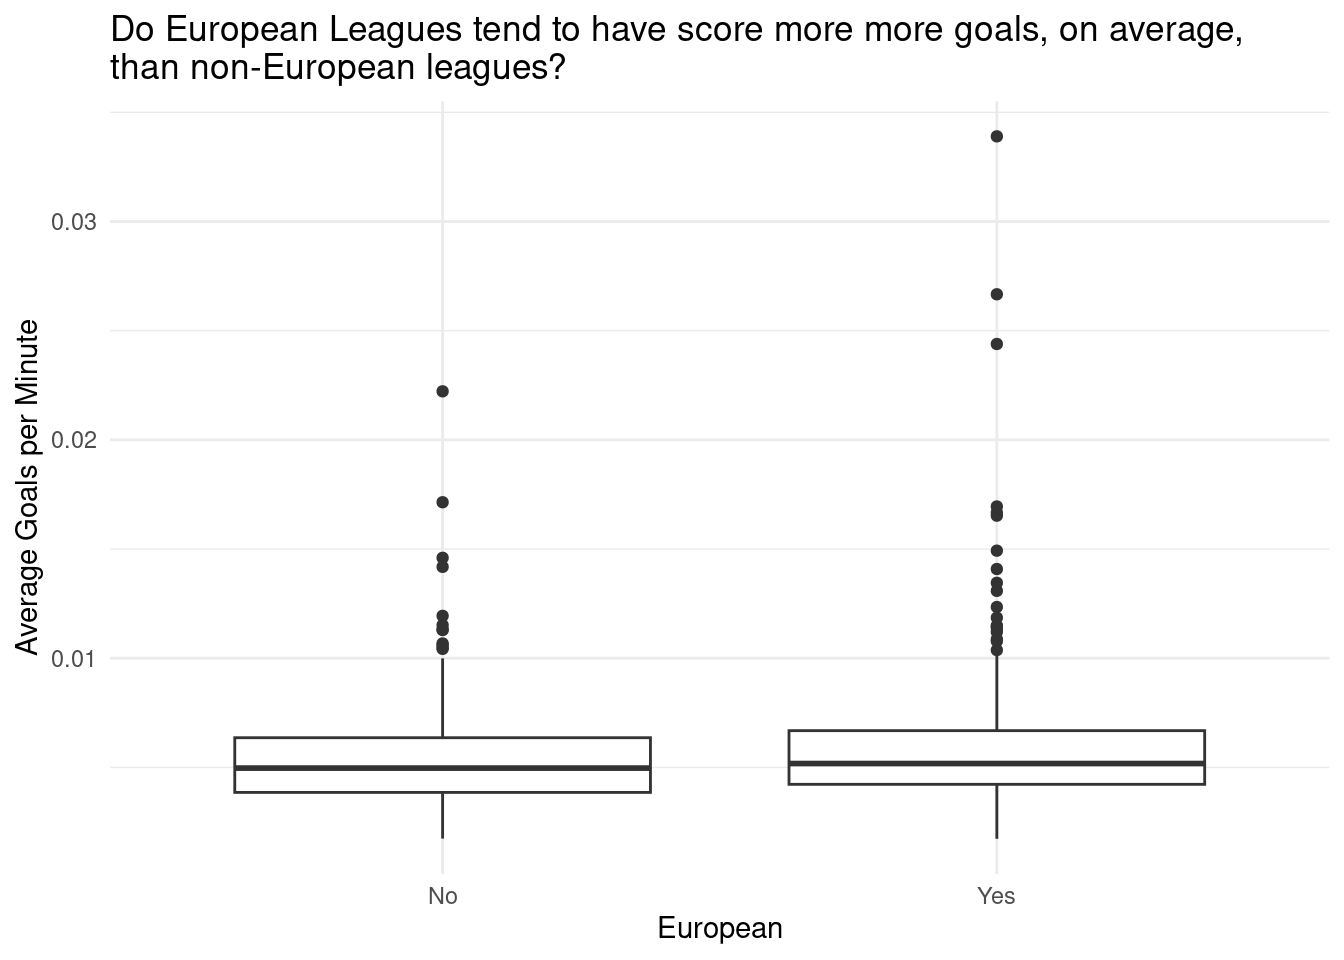 Do European Leagues tend to have score more more goals, on average,
than non-European leagues?
Average Goals per Minute
0.03
0.02
0.01
No
Yes
European